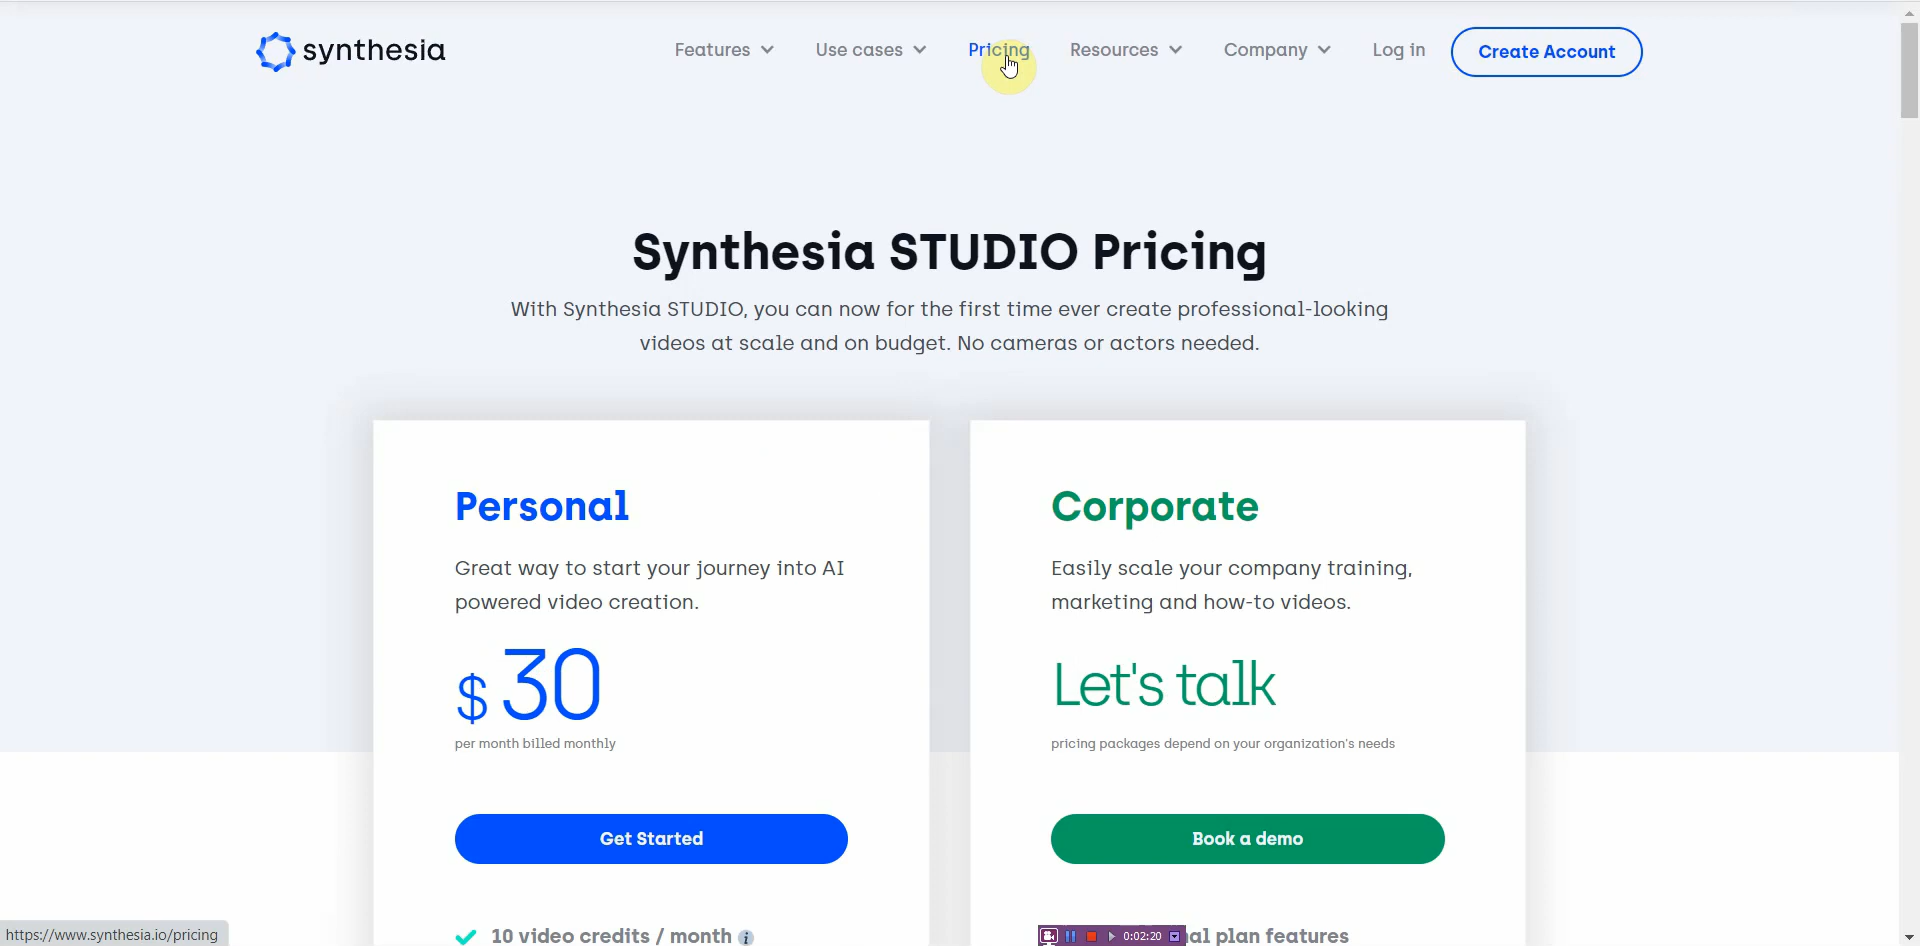 synthesia
Features
Use cases
Pricing
Resources
Company
Log in
Create Account
Synthesia STUDIO Pricing
With Synthesia STUDIO, you can now for the first time ever create professional-looking
videos at scale and on budget. No cameras or actors needed.
Personal
Great way to start your journey into AI
powered video creation.
$ 30
per month billed monthly
Get Started
10 video credits / month
Corporate
Easily scale your company training,
marketing and how-to videos.
Let's talk
pricing packages depend on your organization's needs
Book a demo
plan features
https://www.synthesia.io/pricing
0:02:20